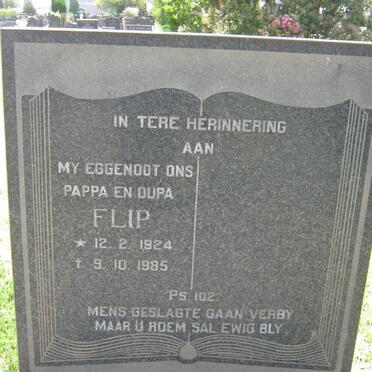 IN TERE HERINNERING
AAN
MY EGGENOOT ONS
PAPPA EN OUPA
FLIP
★ 12. 2. 1924
† 9. 10. 1985
PS. 102.
MENS GESLAGTE GAAN VERBY
MAAR U ROEM SAL EWIG BLY.